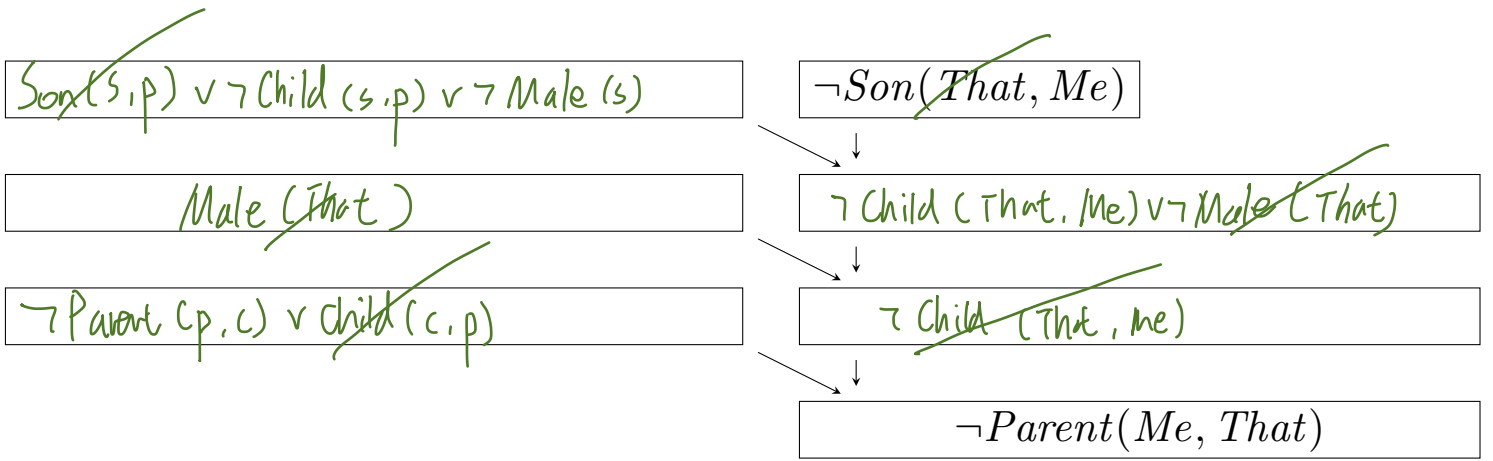 Son(s,p) ∨ ¬Child(s,p) ∨ ¬Male(s)
¬Son(That, Me)
Male(That)
¬Child(That, Me) ∨ ¬Male(That)
¬Parent(p,c) ∨ Child(c,p)
¬Child(That, me)
¬Parent(Me, That)